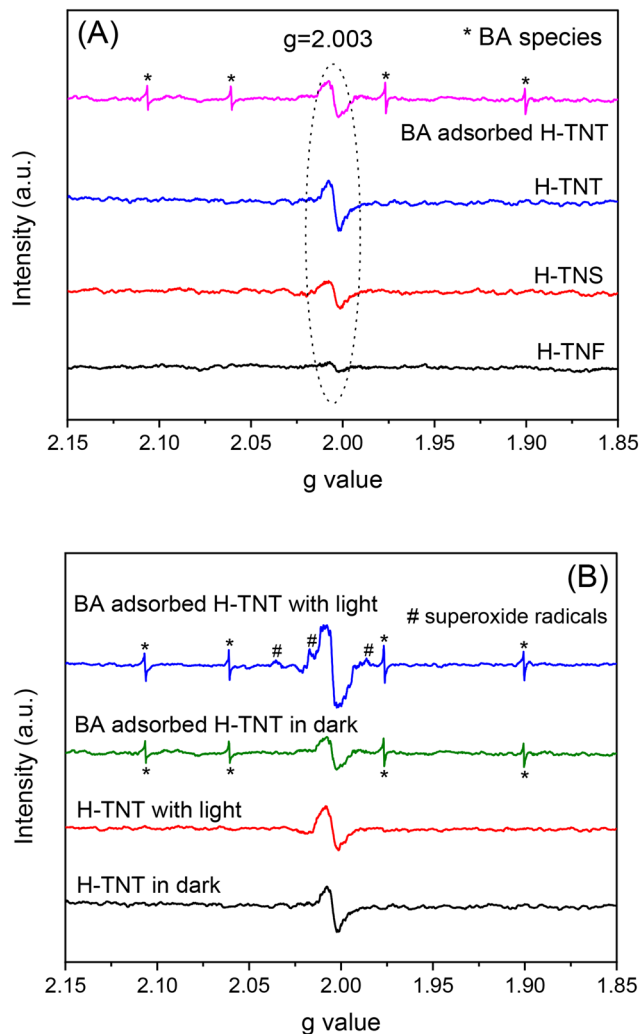 (A)
g=2.003
* BA species
* * * *
BA adsorbed H-TNT
H-TNT
H-TNS
H-TNF
Intensity (a.u.)
2.15 2.10 2.05 2.00 1.95 1.90 1.85
g value
(B)
BA adsorbed H-TNT with light
# superoxide radicals
* * # # # * *
BA adsorbed H-TNT in dark
* * * *
H-TNT with light
H-TNT in dark
Intensity (a.u.)
2.15 2.10 2.05 2.00 1.95 1.90 1.85
g value